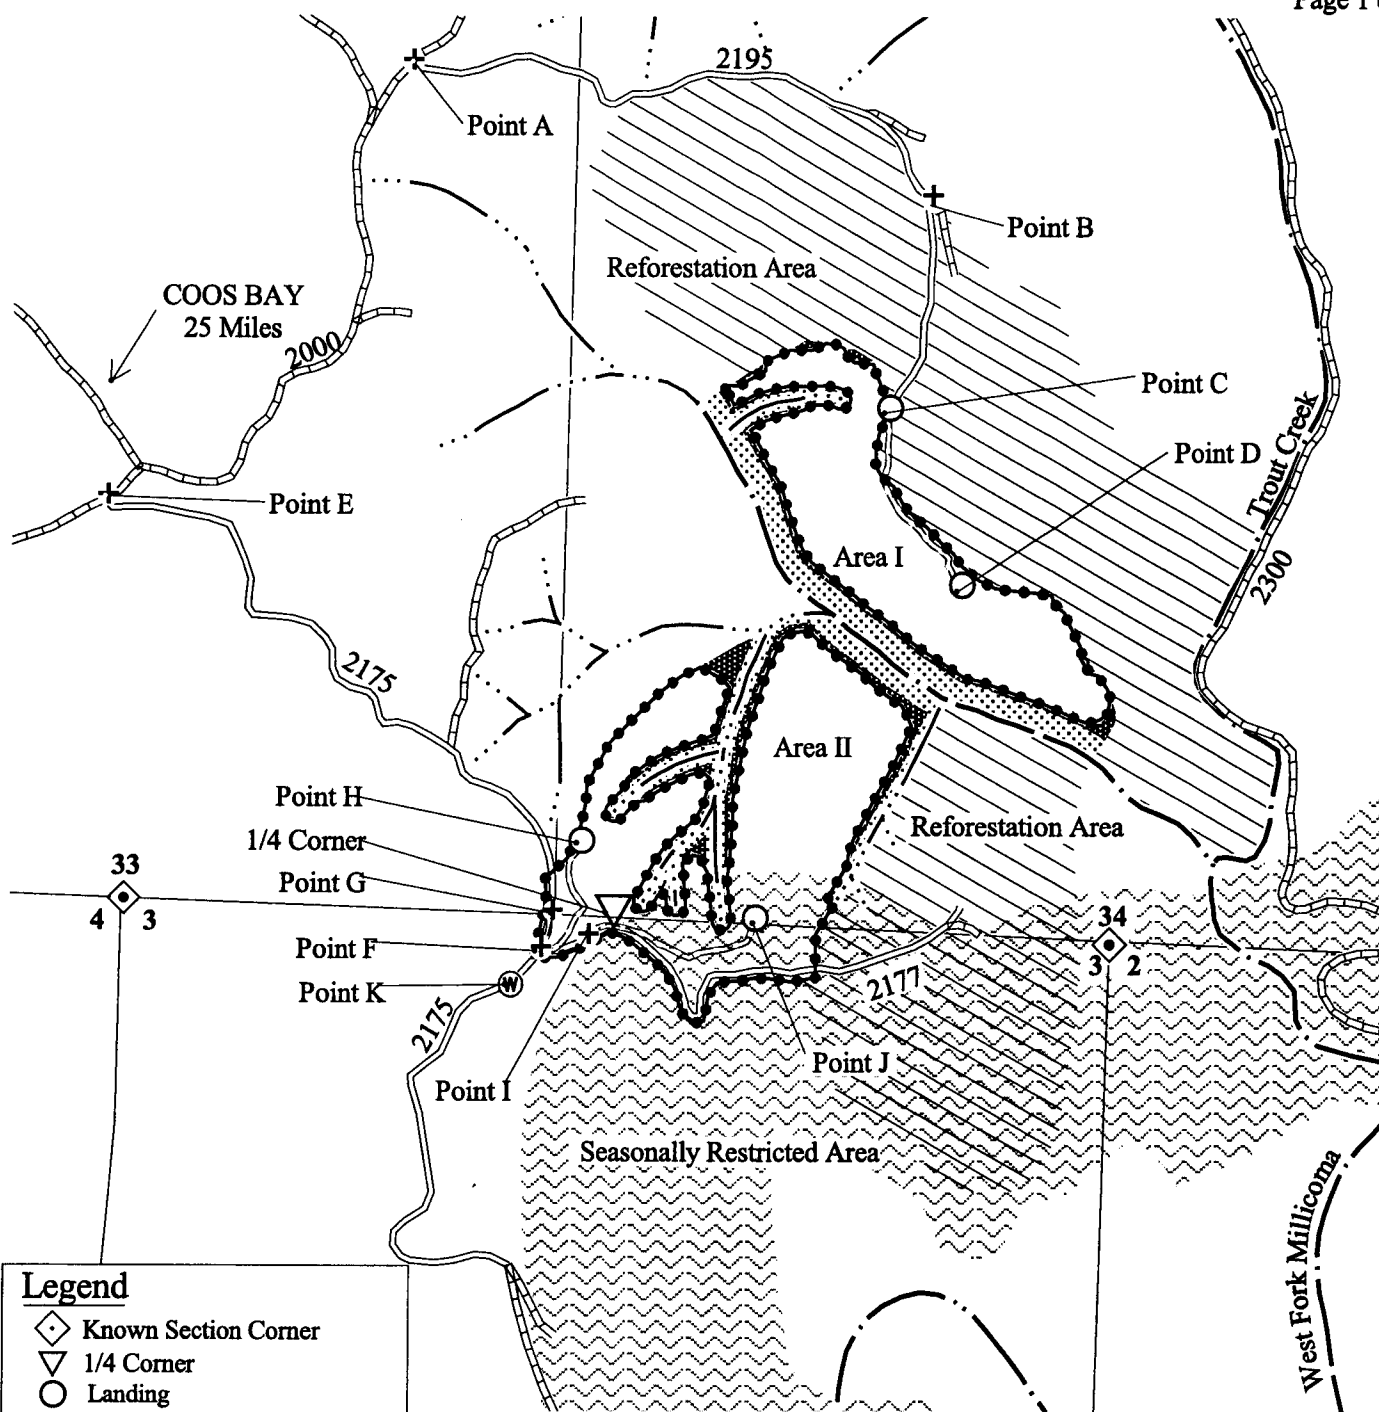 Page 1
2195
Point A
Point B
Reforestation Area
COOS BAY
25 Miles
2000
Point C
Point D
Trout Creek
Point E
Area I
2300
2175
Area II
Point H
Reforestation Area
1/4 Corner
33
Point G
4 3
34
Point F
3 2
2177
Point K
W
2175
Point J
Point I
Seasonally Restricted Area
West Fork Millicoma
Legend
Known Section Corner
1/4 Corner
Landing